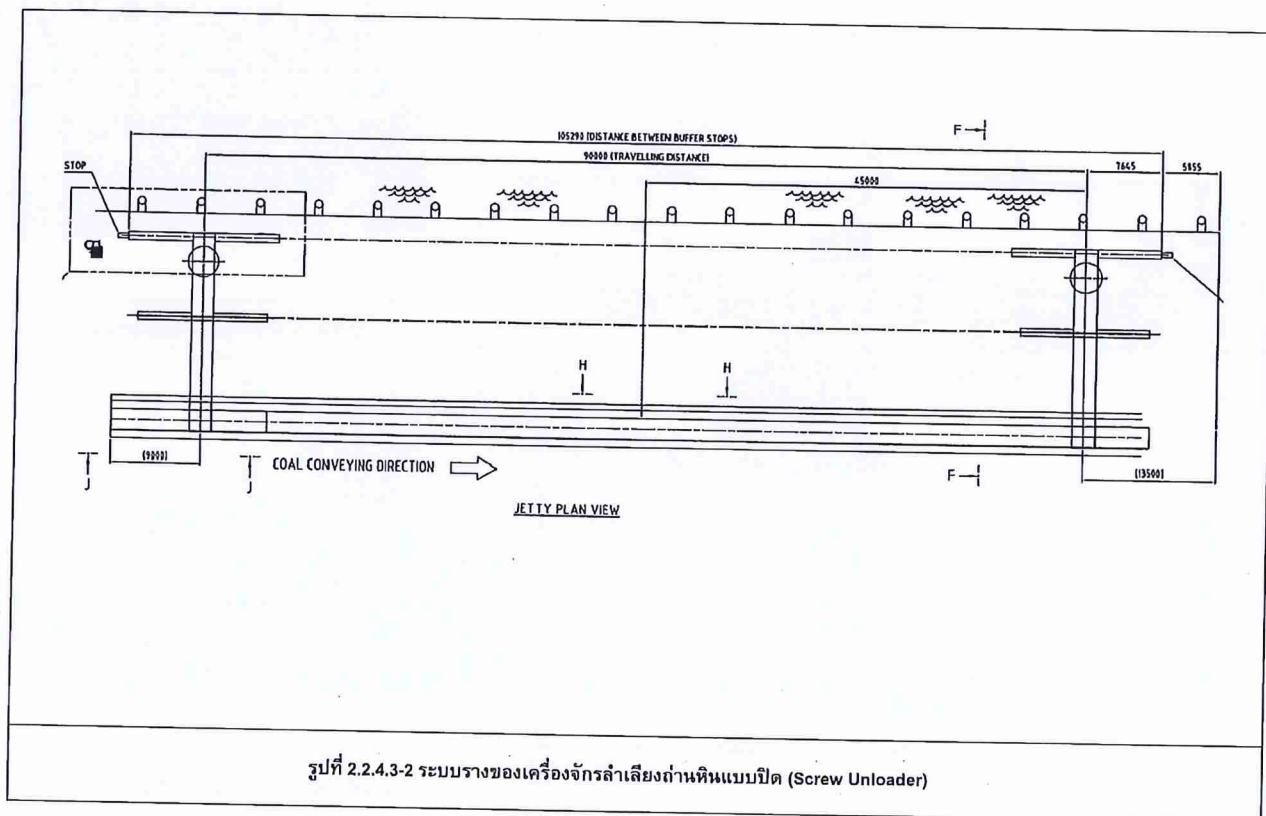 105290 (DISTANCE BETWEEN BUFFER STOPS)
F
90000 (TRAVELLING DISTANCE)
STOP
7645
5855
45000
H
H
(9000)
J
J
COAL CONVEYING DIRECTION
F
(13500)
JETTY PLAN VIEW
รูปที่ 2.2.4.3-2 ระบบรางของเครื่องจักรลำเลียงถ่านหินแบบปิด (Screw Unloader)